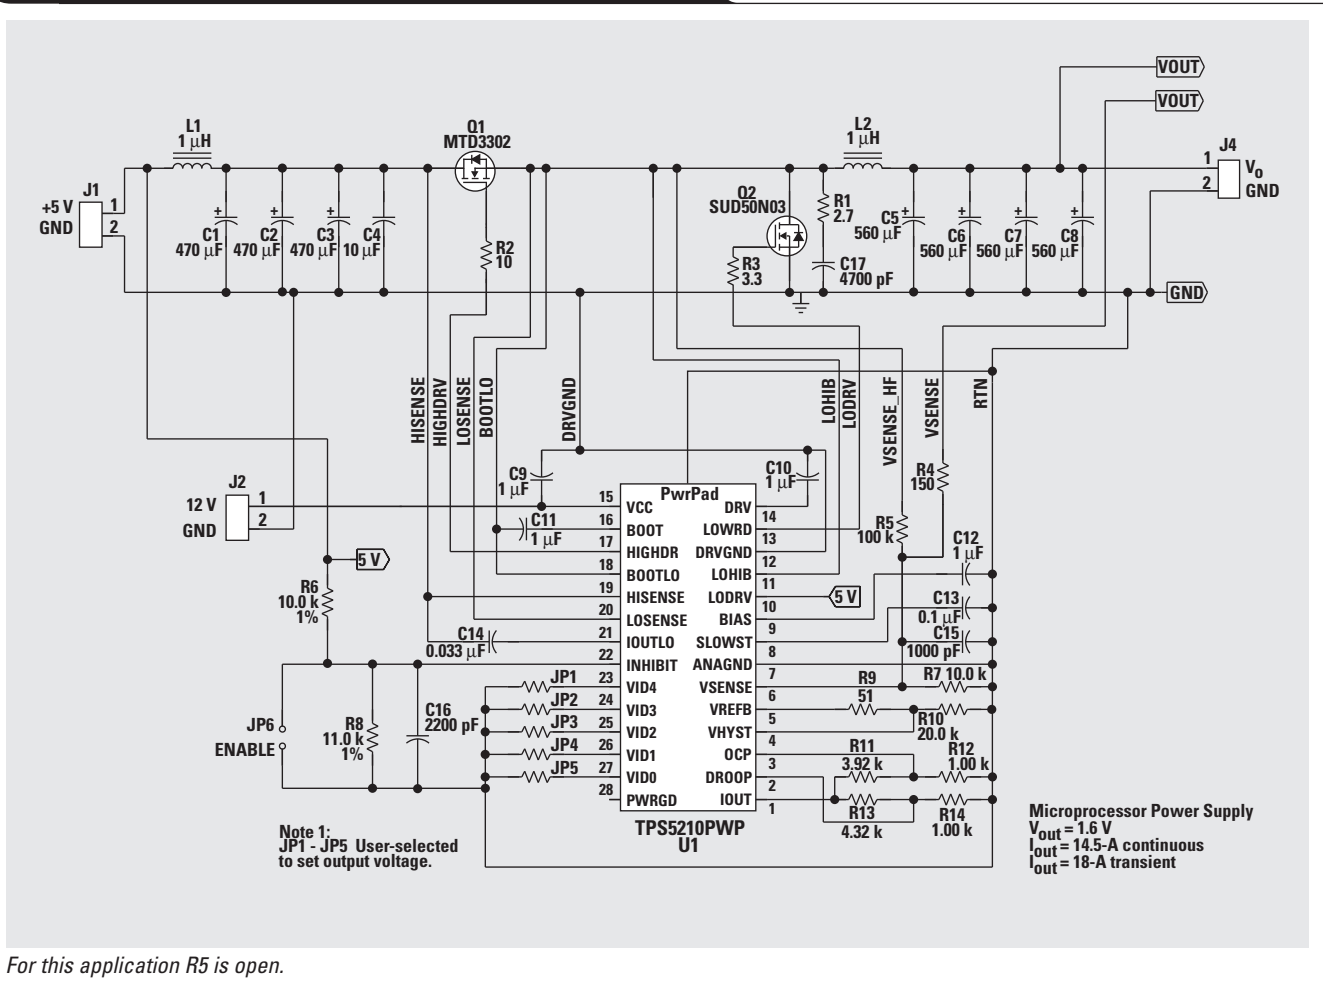 VOUT
VOUT
L1
1 µH
Q1
MTD3302
L2
1 µH
J4
1
Vo
2
GND
J1
+5 V
1
GND
2
+
C1
470 µF
+
C2
470 µF
+
C3
470 µF
C4
10 µF
R2
10
Q2
SUD50N03
R1
2.7
R3
3.3
C17
4700 pF
C5
560 µF
+
C6
560 µF
+
C7
560 µF
+
C8
560 µF
+
GND
HISENSE
HIGHDRV
LOSENSE
BOOTLO
DRVGND
LOHIB
LODRV
VSENSE_HF
VSENSE
RTN
J2
12 V
1
GND
2
C9
1 µF
C10
1 µF
R4
150
R5
100 k
C11
1 µF
C12
1 µF
5 V
5 V
R6
10.0 k
1%
C13
0.1 µF
C15
1000 pF
C14
0.033 µF
PwrPad
15
VCC
DRV
14
16
BOOT
LOWRD
13
17
HIGHDR
DRVGND
12
18
BOOTLO
LOHIB
11
19
HISENSE
LODRV
10
20
LOSENSE
BIAS
9
21
IOUTLO
SLOWST
8
22
INHIBIT
ANAGND
7
23
VID4
VSENSE
6
24
VID3
VREFB
5
25
VID2
VHYST
4
26
VID1
OCP
3
27
VID0
DROOP
2
28
PWRGD
IOUT
1
JP1
JP2
JP3
JP4
JP5
JP6
ENABLE
R8
11.0 k
1%
C16
2200 pF
R9
51
R7 10.0 k
R10
20.0 k
R11
3.92 k
R12
1.00 k
R13
4.32 k
R14
1.00 k
TPS5210PWP
U1
Note 1:
JP1 - JP5 User-selected
to set output voltage.
Microprocessor Power Supply
Vout = 1.6 V
Iout = 14.5-A continuous
Iout = 18-A transient
For this application R5 is open.